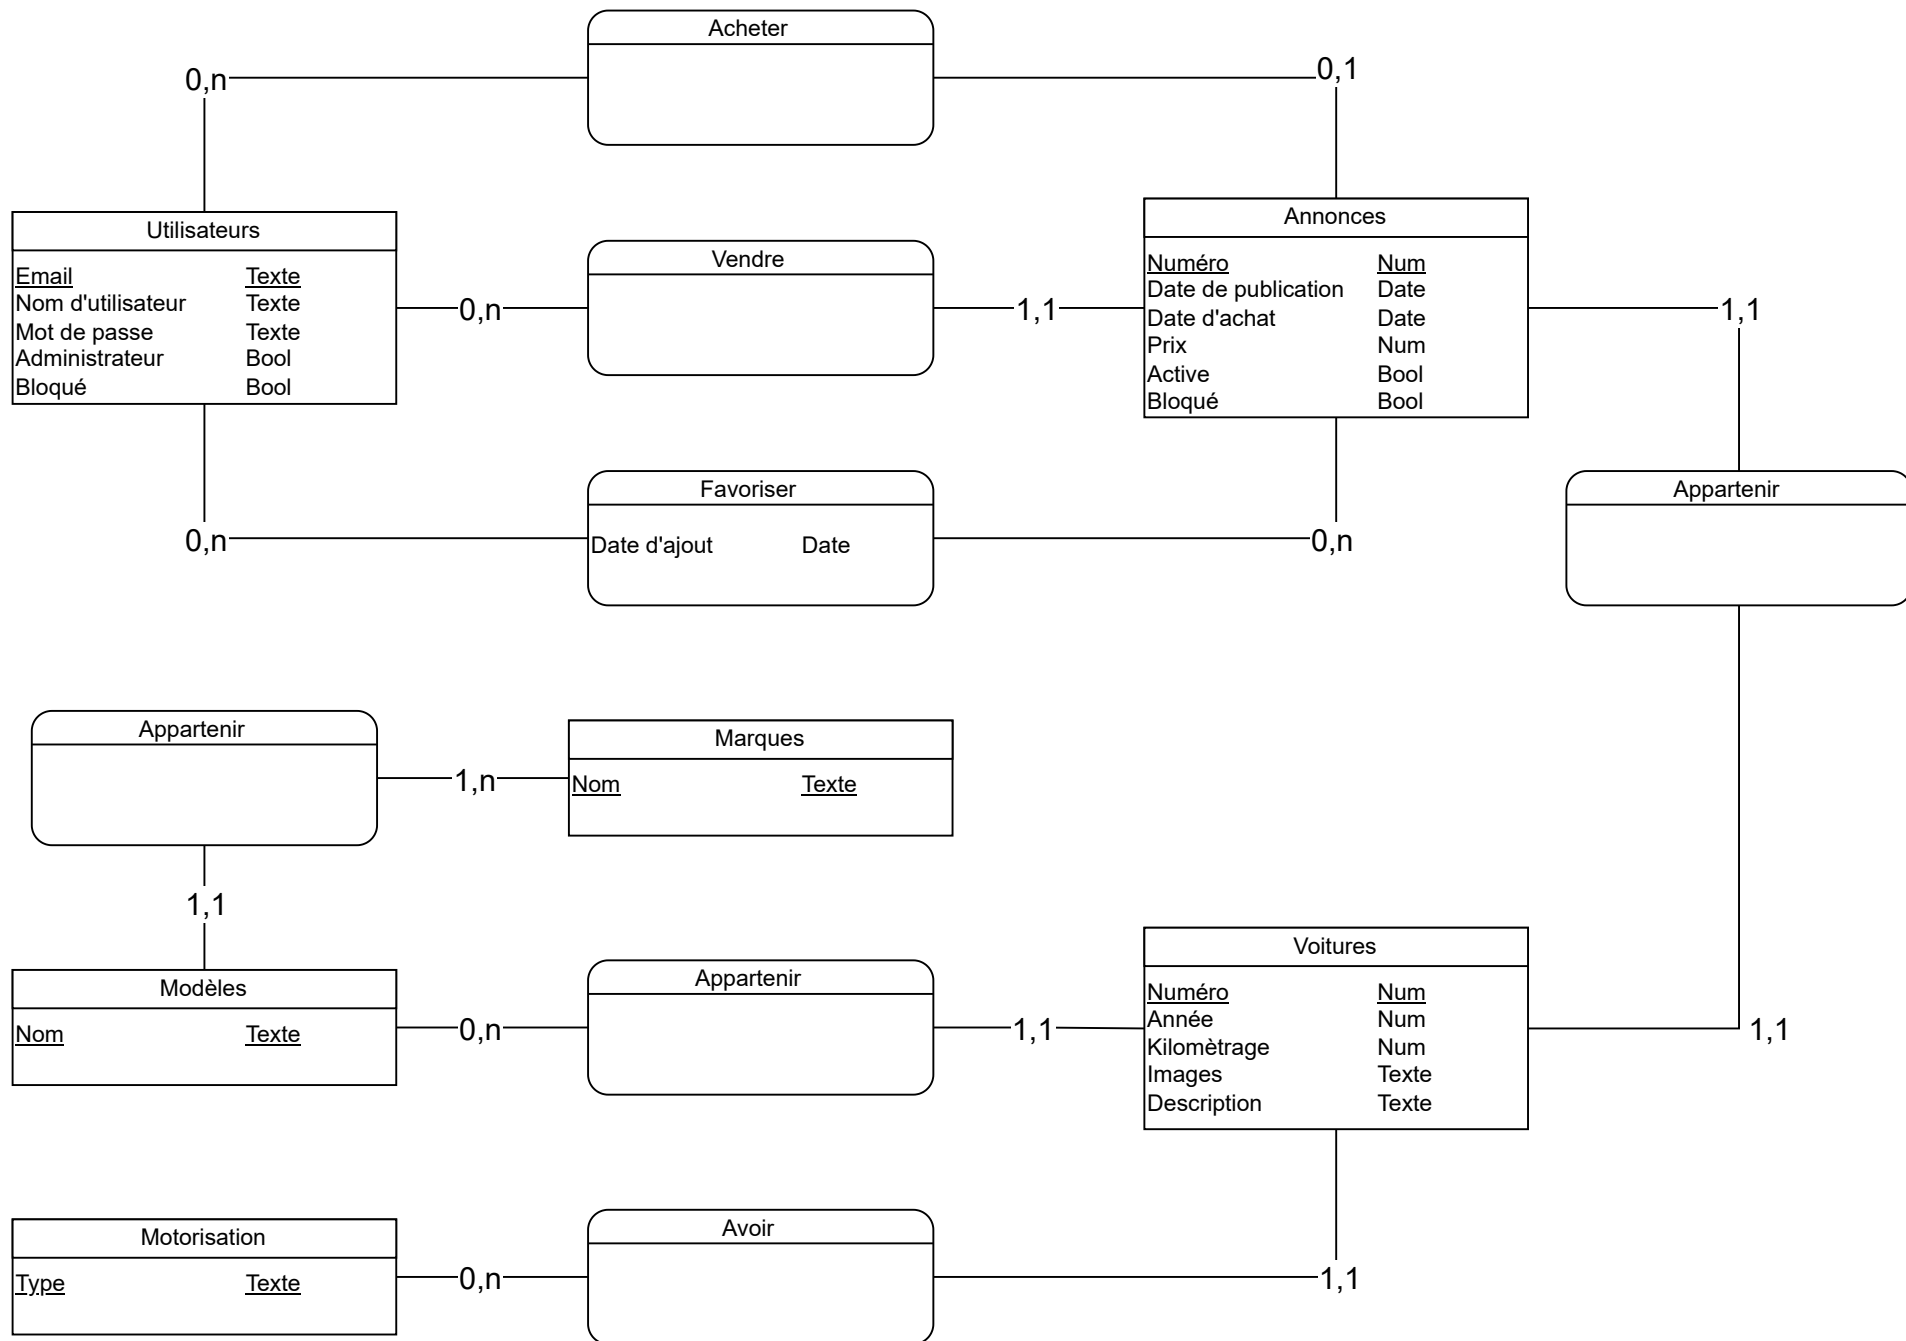 Acheter
0,n
0,1
Utilisateurs
Email Texte
Nom d'utilisateur Texte
Mot de passe Texte
Administrateur Bool
Bloqué Bool
0,n
Vendre
1,1
Annonces
Numéro Num
Date de publication Date
Date d'achat Date
Prix Num
Active Bool
Bloqué Bool
1,1
0,n
Favoriser
Date d'ajout Date
0,n
Appartenir
Appartenir
1,n
Marques
Nom Texte
1,1
Modèles
Nom Texte
0,n
Appartenir
1,1
Voitures
Numéro Num
Année Num
Kilomètrage Num
Images Texte
Description Texte
1,1
Motorisation
Type Texte
0,n
Avoir
1,1